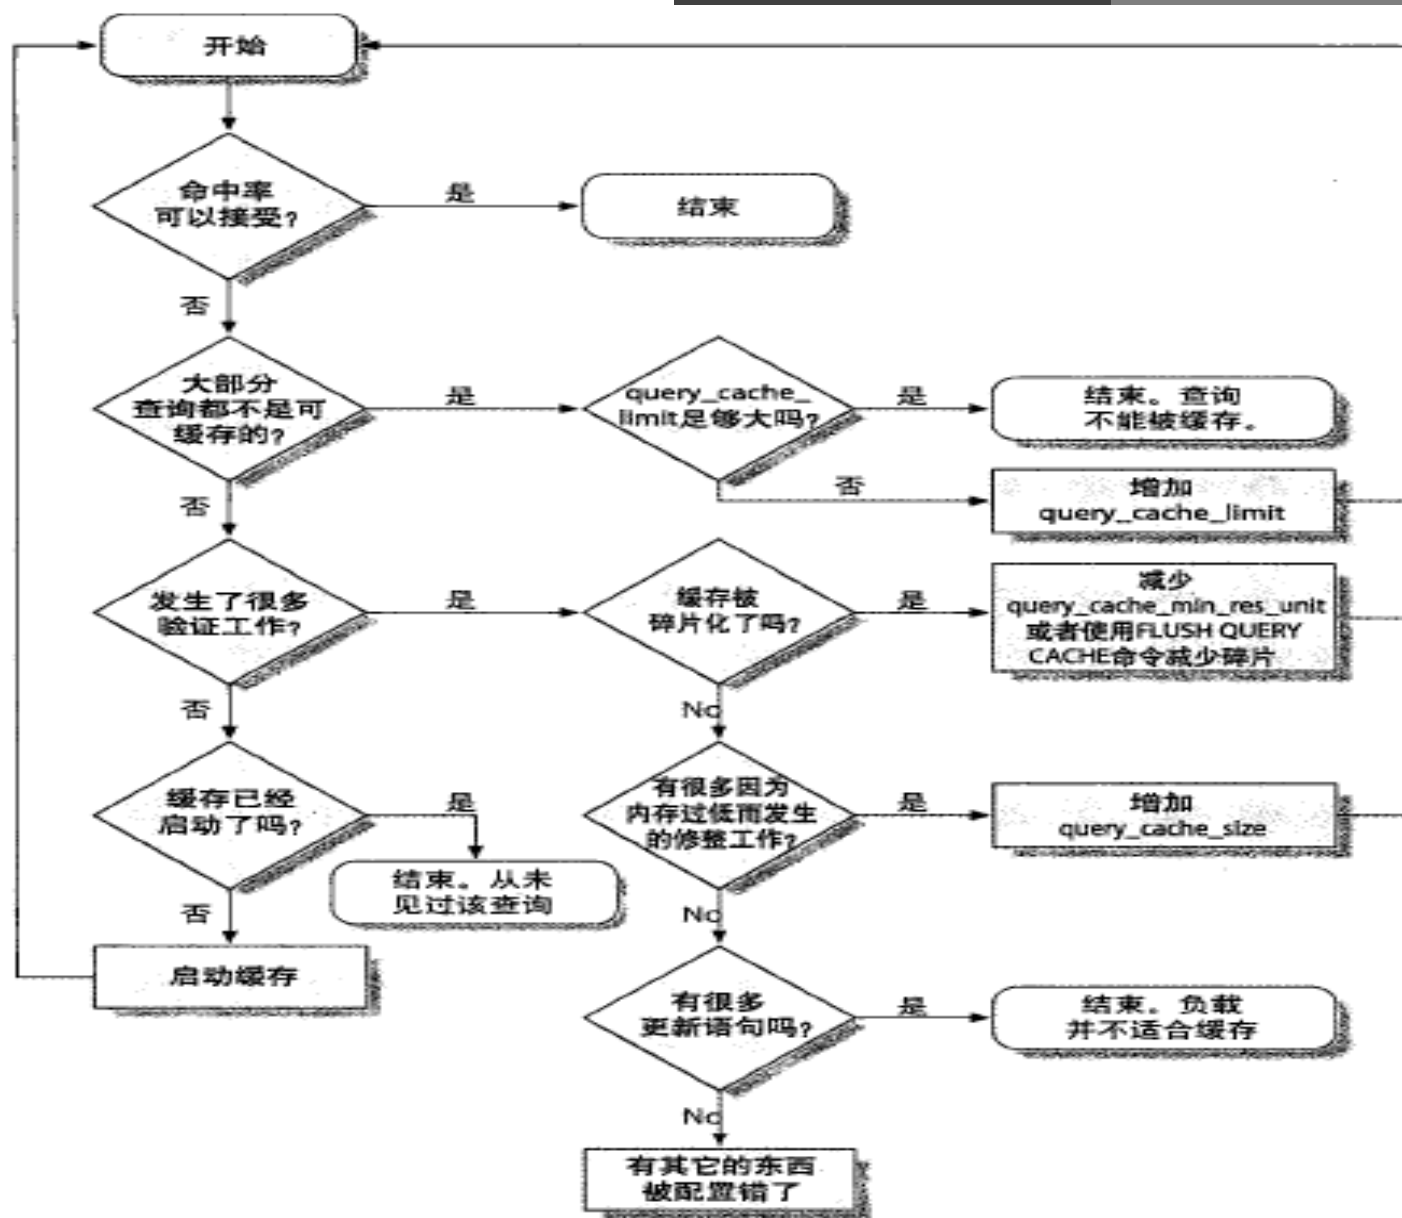 开始
命中率
可以接受?
是
结束
否
大部分
查询都不是可
缓存的?
是
query_cache_
limit足够大吗?
是
结束。查询
不能被缓存。
否
增加
query_cache_limit
否
发生了很多
验证工作?
是
缓存被
碎片化了吗?
是
减少
query_cache_min_res_unit
或者使用FLUSH QUERY
CACHE命令减少碎片
否
No
缓存已经
启动了吗?
是
结束。从未
见过该查询
有很多因为
内存过低而发生
的修整工作?
是
增加
query_cache_size
否
No
启动缓存
有很多
更新语句吗?
是
结束。负载
并不适合缓存
No
有其它的东西
被配置错了